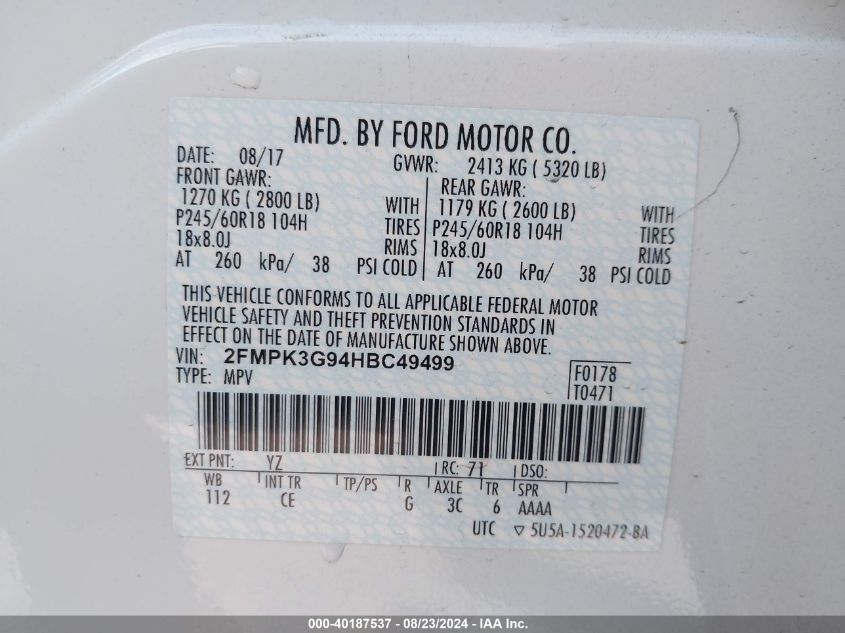 MFD. BY FORD MOTOR CO.
DATE: 08/17 GVWR: 2413 KG ( 5320 LB)
FRONT GAWR: REAR GAWR:
1270 KG ( 2800 LB) WITH 1179 KG ( 2600 LB) WITH
P245/60R18 104H TIRES P245/60R18 104H TIRES
18x8.0J RIMS 18x8.0J RIMS
AT 260 kPa/ 38 PSI COLD AT 260 kPa/ 38 PSI COLD
THIS VEHICLE CONFORMS TO ALL APPLICABLE FEDERAL MOTOR
VEHICLE SAFETY AND THEFT PREVENTION STANDARDS IN
EFFECT ON THE DATE OF MANUFACTURE SHOWN ABOVE.
VIN: 2FMPK3G94HBC49499
TYPE: MPV F0178
T0471
EXT PNT: YZ RC: 71 DSO:
WB INT TR TP/PS R AXLE TR SPR
112 CE G 3C 6 AAAA
UTC ▽ 5U5A-1520472-BA
000-40187537 - 08/23/2024 - IAA, Inc.